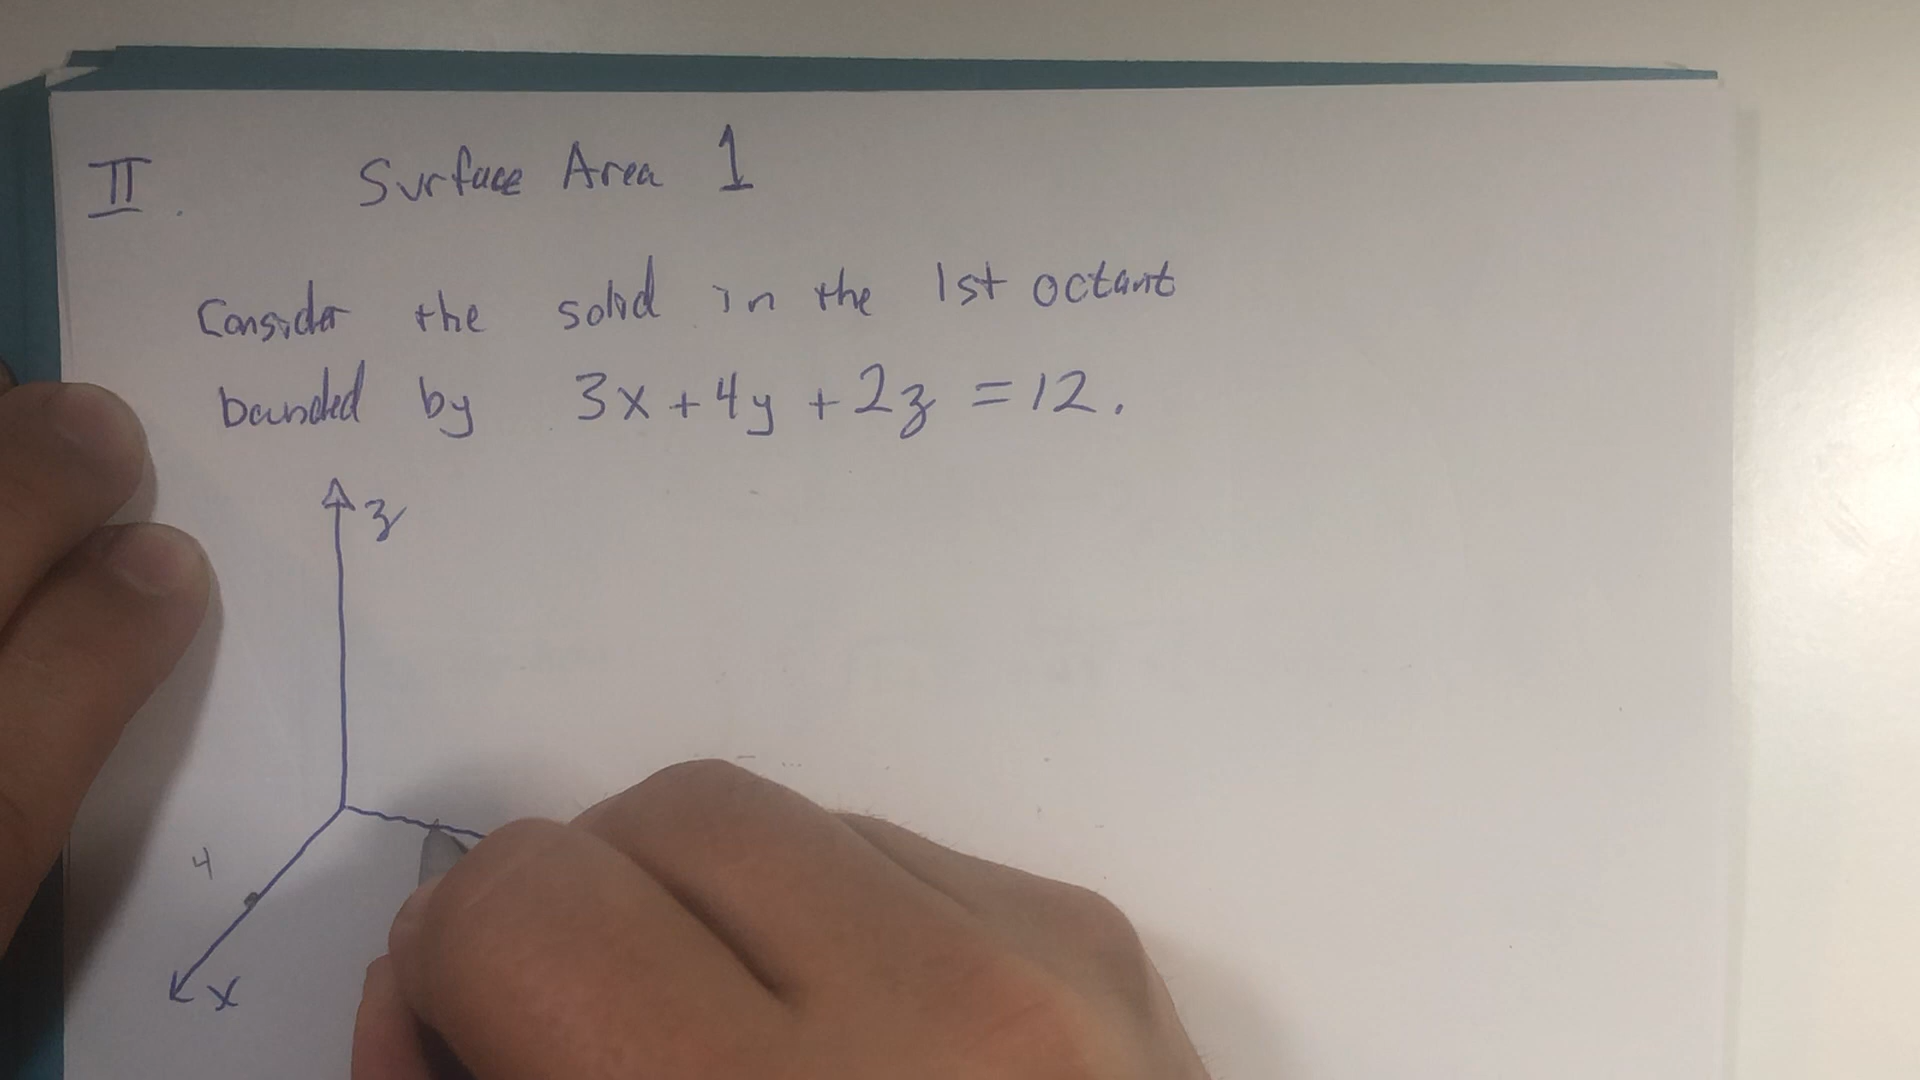 II. Surface Area 1
Consider the solid in the 1st octant
bounded by 3x + 4y + 2z = 12.
z
4
x